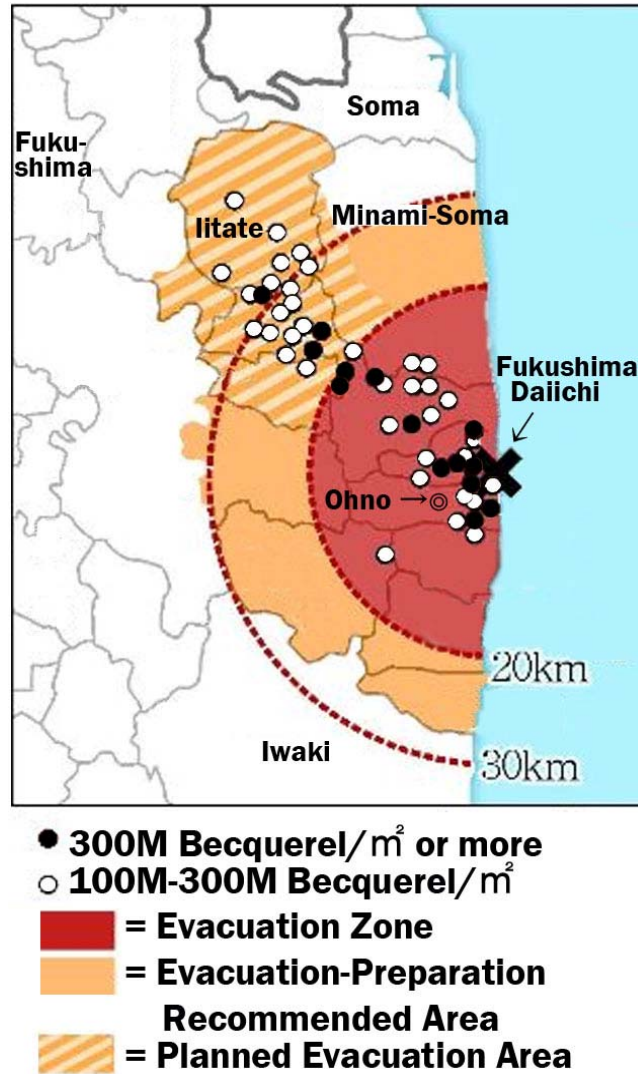 Soma
Fuku-
shima
Minami-Soma
Iitate
Fukushima
Daiichi
Ohno →
20km
Iwaki
30km
300M Becquerel/㎡ or more
100M-300M Becquerel/㎡
= Evacuation Zone
= Evacuation-Preparation
Recommended Area
= Planned Evacuation Area